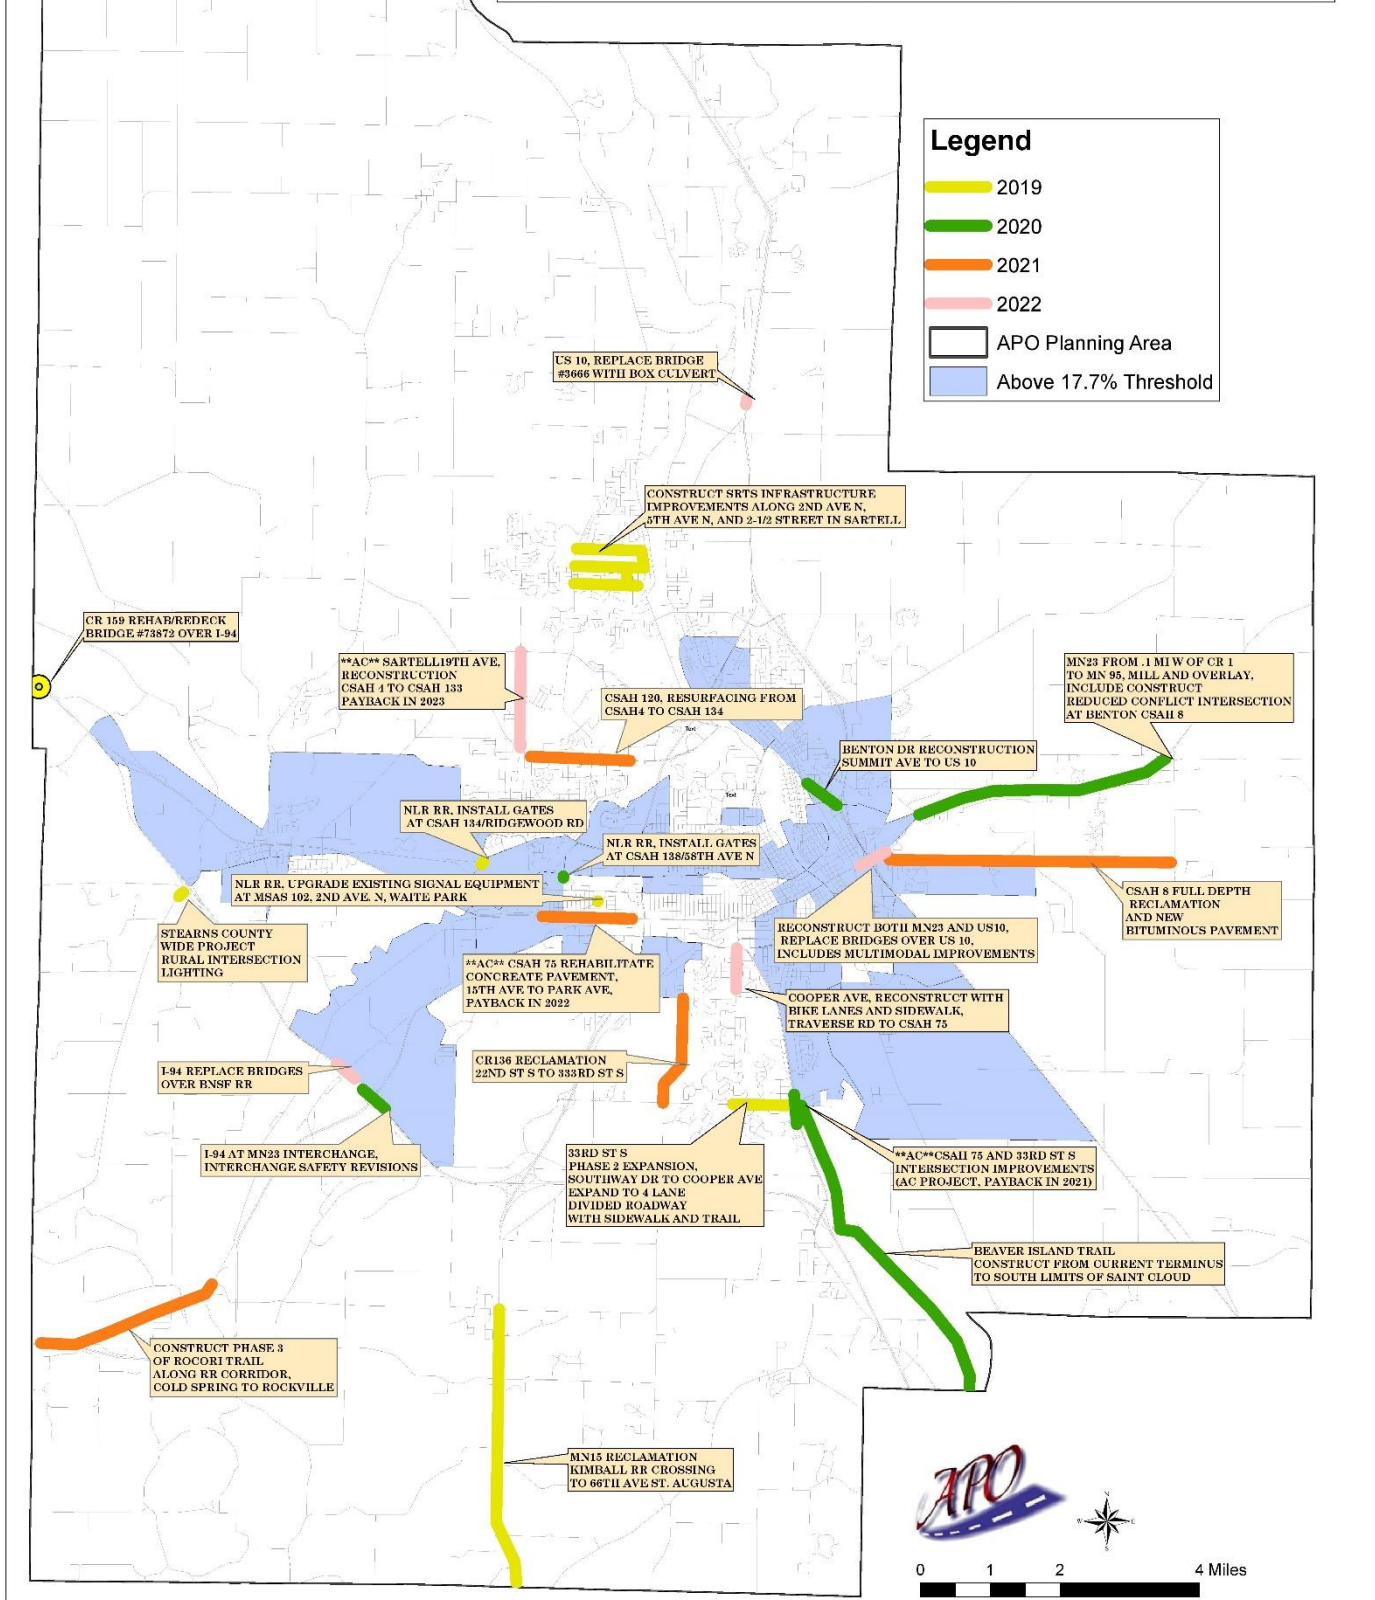 Legend
2019
2020
2021
2022
APO Planning Area
Above 17.7% Threshold
US 10, REPLACE BRIDGE
#3666 WITH BOX CULVERT
CONSTRUCT SRTS INFRASTRUCTURE
IMPROVEMENTS ALONG 2ND AVE N,
5TH AVE N, AND 2-1/2 STREET IN SARTELL
CR 159 REHAB/REDECK
BRIDGE #73872 OVER I-94
**AC** SARTELL19TH AVE,
RECONSTRUCTION
CSAH 4 TO CSAH 133
PAYBACK IN 2023
CSAH 120, RESURFACING FROM
CSAH4 TO CSAH 134
MN23 FROM .1 MI W OF CR 1
TO MN 95, MILL AND OVERLAY,
INCLUDE CONSTRUCT
REDUCED CONFLICT INTERSECTION
AT BENTON CSAH 8
Text
BENTON DR RECONSTRUCTION
SUMMIT AVE TO US 10
Text
NLR RR, INSTALL GATES
AT CSAH 134/RIDGEWOOD RD
NLR RR, INSTALL GATES
AT CSAH 138/58TH AVE N
NLR RR, UPGRADE EXISTING SIGNAL EQUIPMENT
AT MSAS 102, 2ND AVE. N, WAITE PARK
CSAH 8 FULL DEPTH
RECLAMATION
AND NEW
BITUMINOUS PAVEMENT
STEARNS COUNTY
WIDE PROJECT
RURAL INTERSECTION
LIGHTING
RECONSTRUCT BOTH MN23 AND US10,
REPLACE BRIDGES OVER US 10,
INCLUDES MULTIMODAL IMPROVEMENTS
**AC** CSAH 75 REHABILITATE
CONCREATE PAVEMENT,
15TH AVE TO PARK AVE,
PAYBACK IN 2022
COOPER AVE, RECONSTRUCT WITH
BIKE LANES AND SIDEWALK,
TRAVERSE RD TO CSAH 75
I-94 REPLACE BRIDGES
OVER BNSF RR
CR136 RECLAMATION
22ND ST S TO 333RD ST S
I-94 AT MN23 INTERCHANGE,
INTERCHANGE SAFETY REVISIONS
33RD ST S
PHASE 2 EXPANSION,
SOUTHWAY DR TO COOPER AVE
EXPAND TO 4 LANE
DIVIDED ROADWAY
WITH SIDEWALK AND TRAIL
**AC**CSAH 75 AND 33RD ST S
INTERSECTION IMPROVEMENTS
(AC PROJECT, PAYBACK IN 2021)
BEAVER ISLAND TRAIL
CONSTRUCT FROM CURRENT TERMINUS
TO SOUTH LIMITS OF SAINT CLOUD
CONSTRUCT PHASE 3
OF ROCORI TRAIL
ALONG RR CORRIDOR,
COLD SPRING TO ROCKVILLE
MN15 RECLAMATION
KIMBALL RR CROSSING
TO 66TH AVE ST. AUGUSTA
APO
N
W E
S
0 1 2 4 Miles